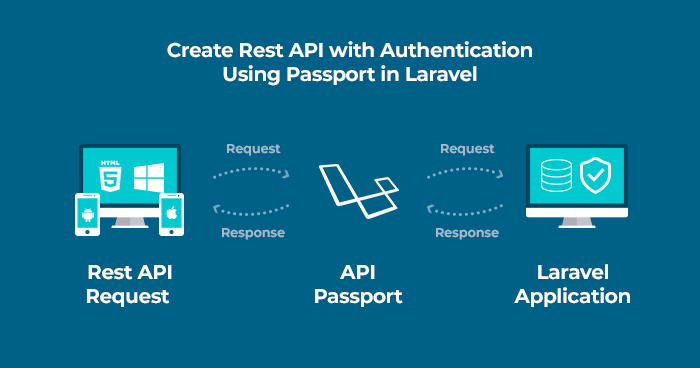 Create Rest API with Authentication
Using Passport in Laravel
Request
Request
HTML
5
Response
Response
Rest API
Request
API
Passport
Laravel
Application